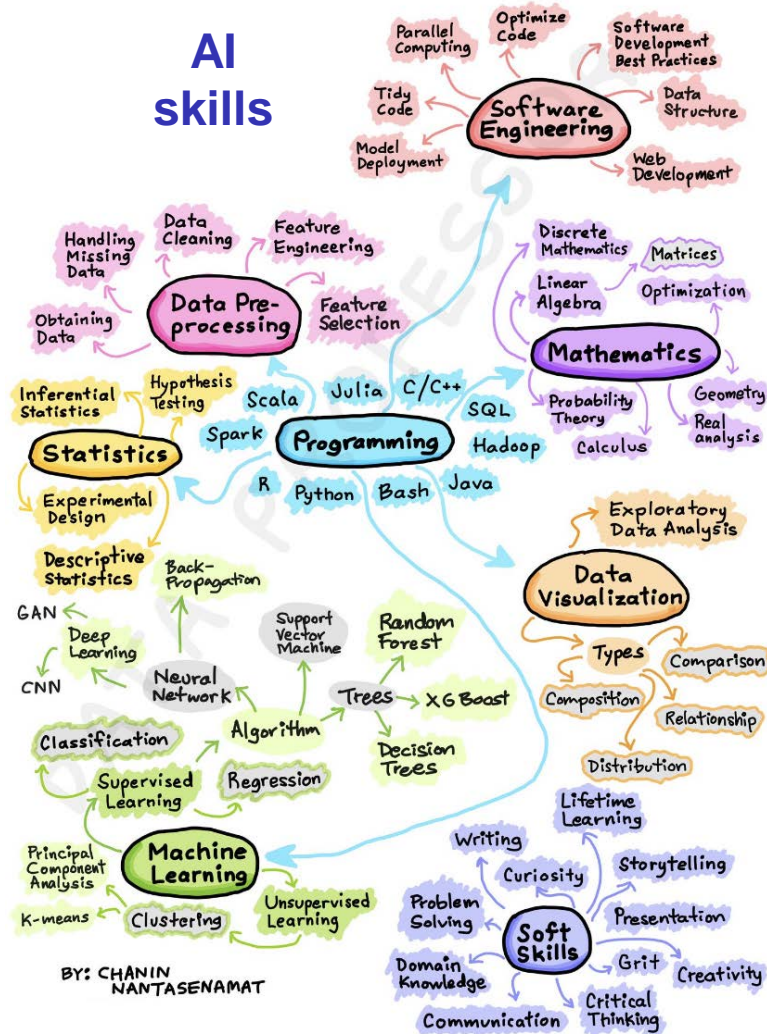 AI
skills
Parallel
Computing
Optimize
Code
Software
Development
Best Practices
Tidy
Code
Software
Engineering
Data
Structure
Model
Deployment
Web
Development
Handling
Missing
Data
Data
Cleaning
Feature
Engineering
Obtaining
Data
Data Pre-
processing
Feature
Selection
Discrete
Mathematics
Linear
Algebra
Matrices
Optimization
Mathematics
Probability
Theory
Calculus
Geometry
Real
analysis
Inferential
Statistics
Hypothesis
Testing
Statistics
Experimental
Design
Descriptive
Statistics
Scala
Julia
C/C++
SQL
Spark
Programming
Hadoop
R
Python
Bash
Java
Exploratory
Data Analysis
Data
Visualization
Types
Comparison
Composition
Relationship
Distribution
Back-
Propagation
GAN
Deep
Learning
CNN
Neural
Network
Support
Vector
Machine
Random
Forest
Trees
XG Boost
Algorithm
Decision
Trees
Classification
Supervised
Learning
Regression
Machine
Learning
Principal
Component
Analysis
K-means
Clustering
Unsupervised
Learning
Lifetime
Learning
Writing
Curiosity
Storytelling
Problem
Solving
Soft
Skills
Presentation
Domain
Knowledge
Grit
Creativity
Communication
Critical
Thinking
BY: CHANIN
NANTASENAMAT
DATA PROFESSOR